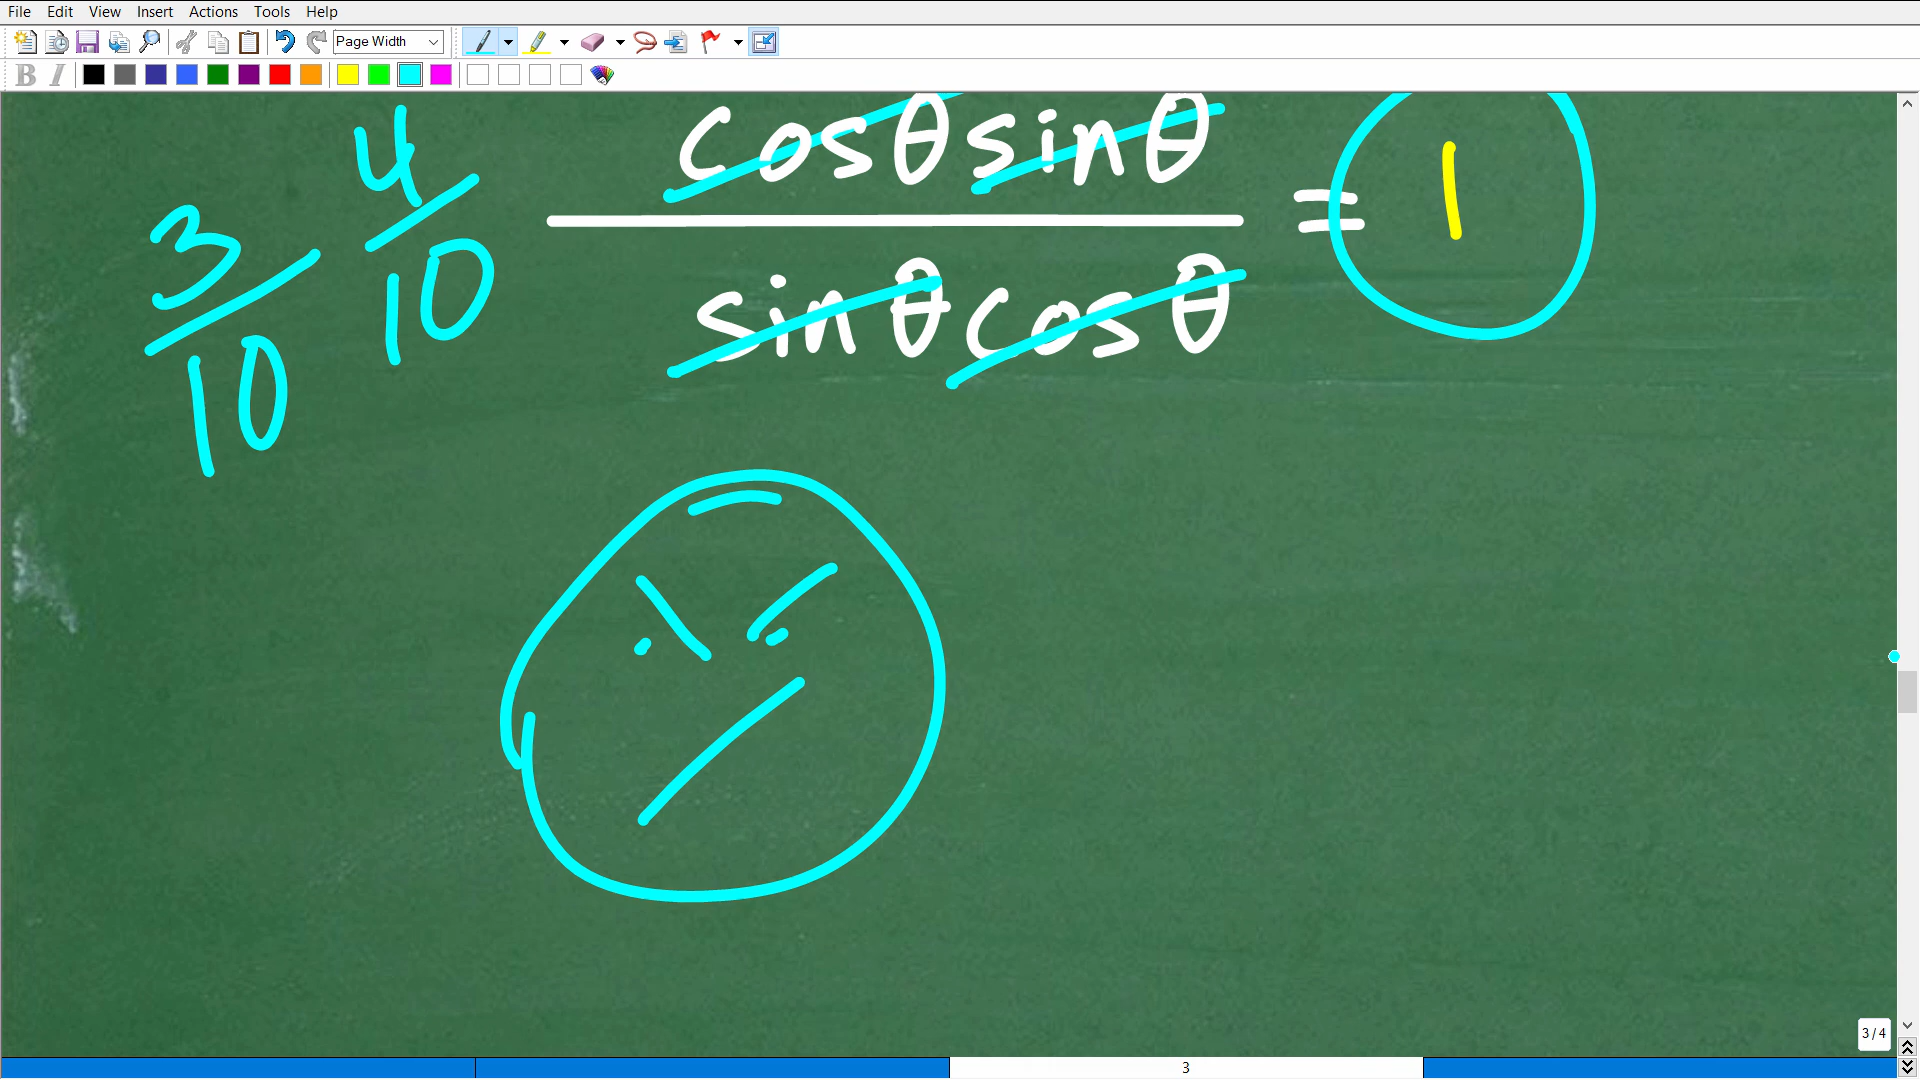 File Edit View Insert Actions Tools Help
Page Width
B I
3/10 4/10
cosθsinθ
= 1
sinθcosθ
3 / 4
3